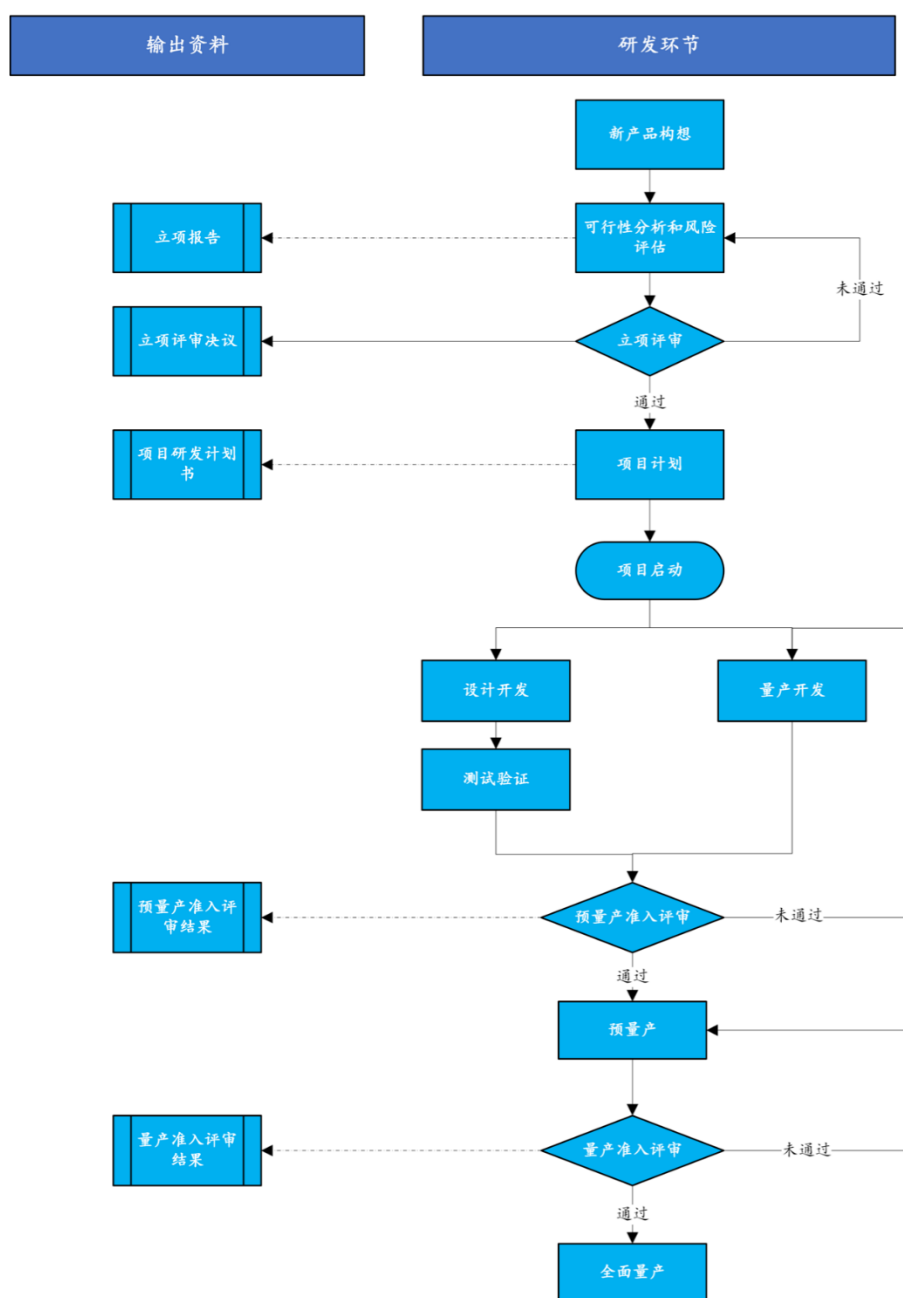 输出资料
研发环节
新产品构想
立项报告
可行性分析和风险
评估
未通过
立项评审决议
立项评审
通过
项目研发计划
书
项目计划
项目启动
设计开发
量产开发
测试验证
预量产准入评
审结果
预量产准入评审
未通过
通过
预量产
量产准入评审
结果
量产准入评审
未通过
通过
全面量产